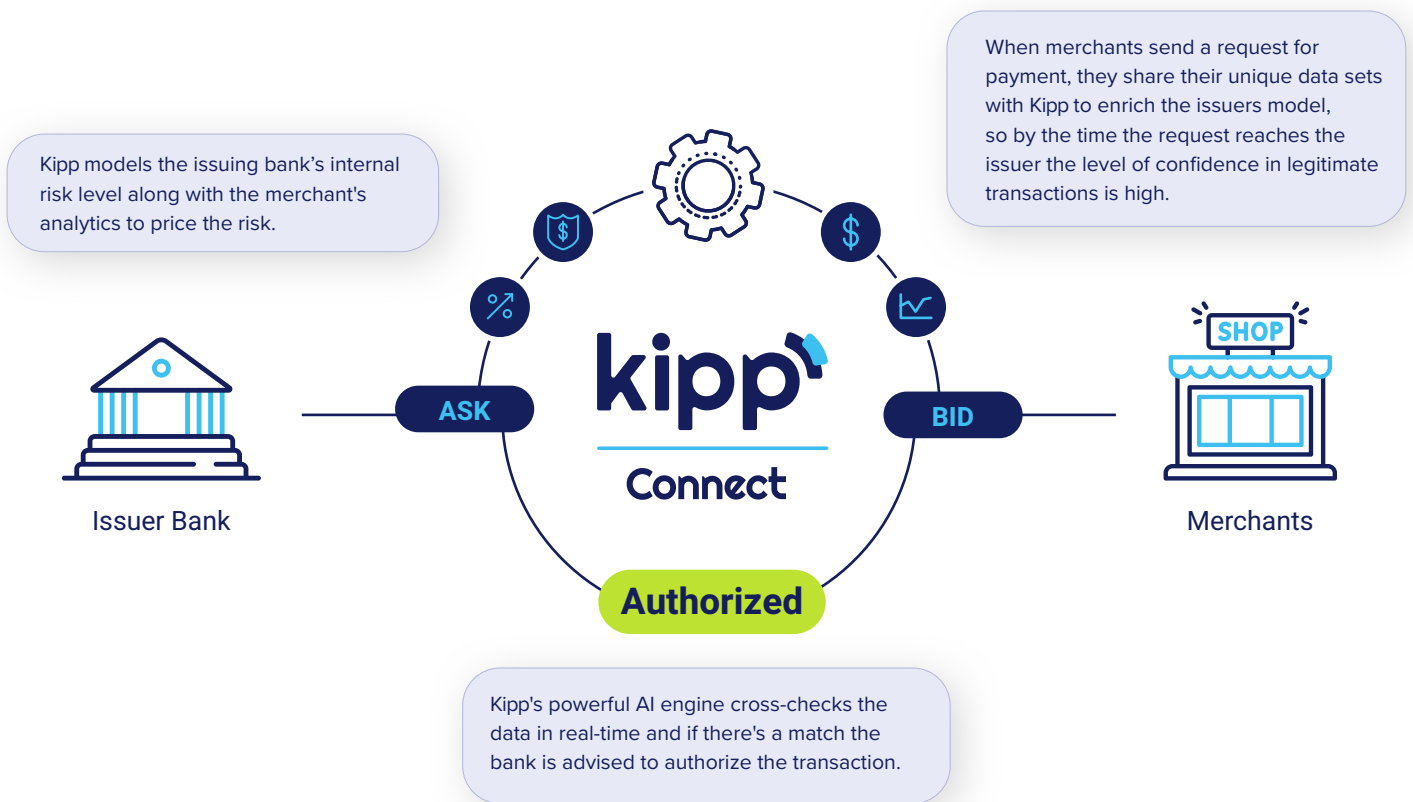 When merchants send a request for
payment, they share their unique data sets
with Kipp to enrich the issuers model,
so by the time the request reaches the
issuer the level of confidence in legitimate
transactions is high.
Kipp models the issuing bank’s internal
risk level along with the merchant's
analytics to price the risk.
SHOP
kipp
ASK
BID
Connect
Issuer Bank
Merchants
Authorized
Kipp's powerful AI engine cross-checks the
data in real-time and if there's a match the
bank is advised to authorize the transaction.